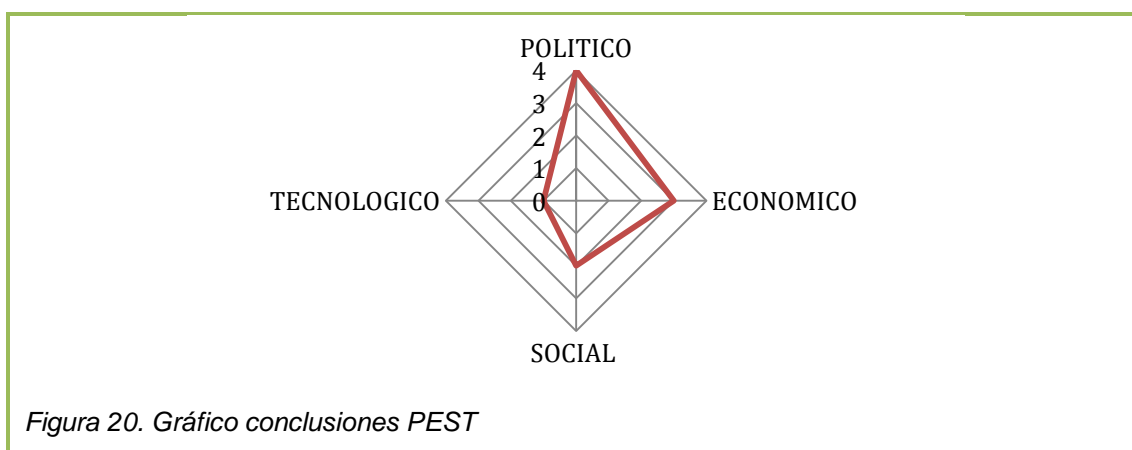 POLITICO
4
3
2
1
TECNOLOGICO 0 ECONOMICO
SOCIAL
Figura 20. Gráfico conclusiones PEST